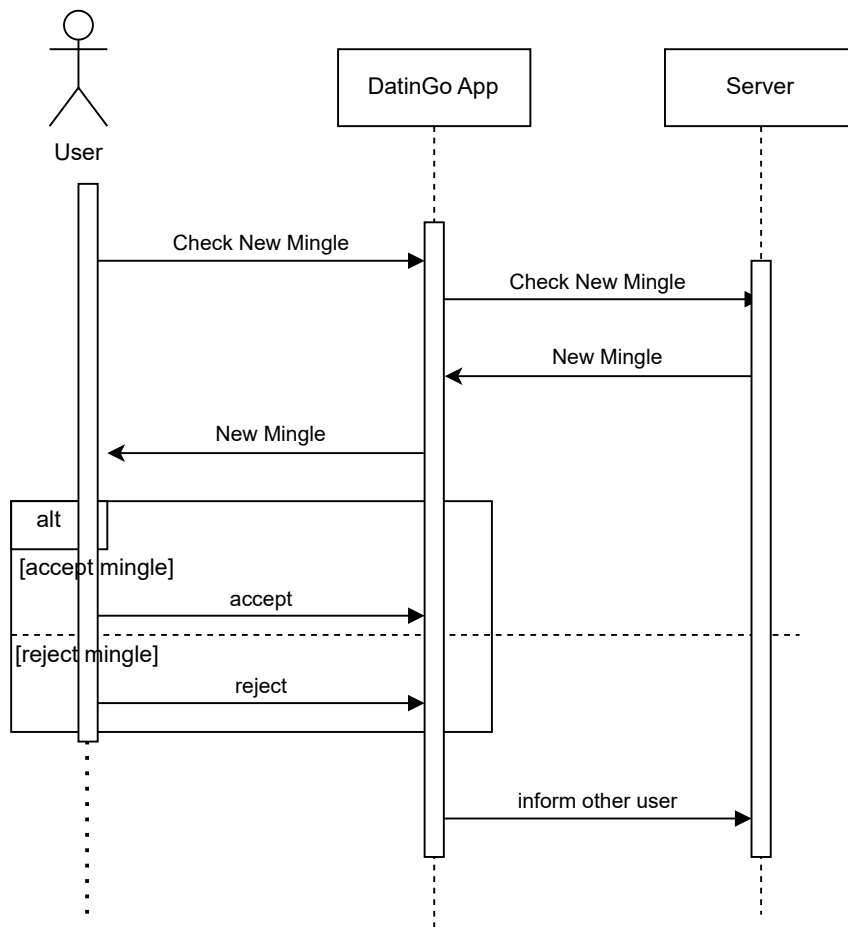 User
DatinGo App
Server
Check New Mingle
Check New Mingle
New Mingle
New Mingle
alt
[accept mingle]
accept
[reject mingle]
reject
inform other user